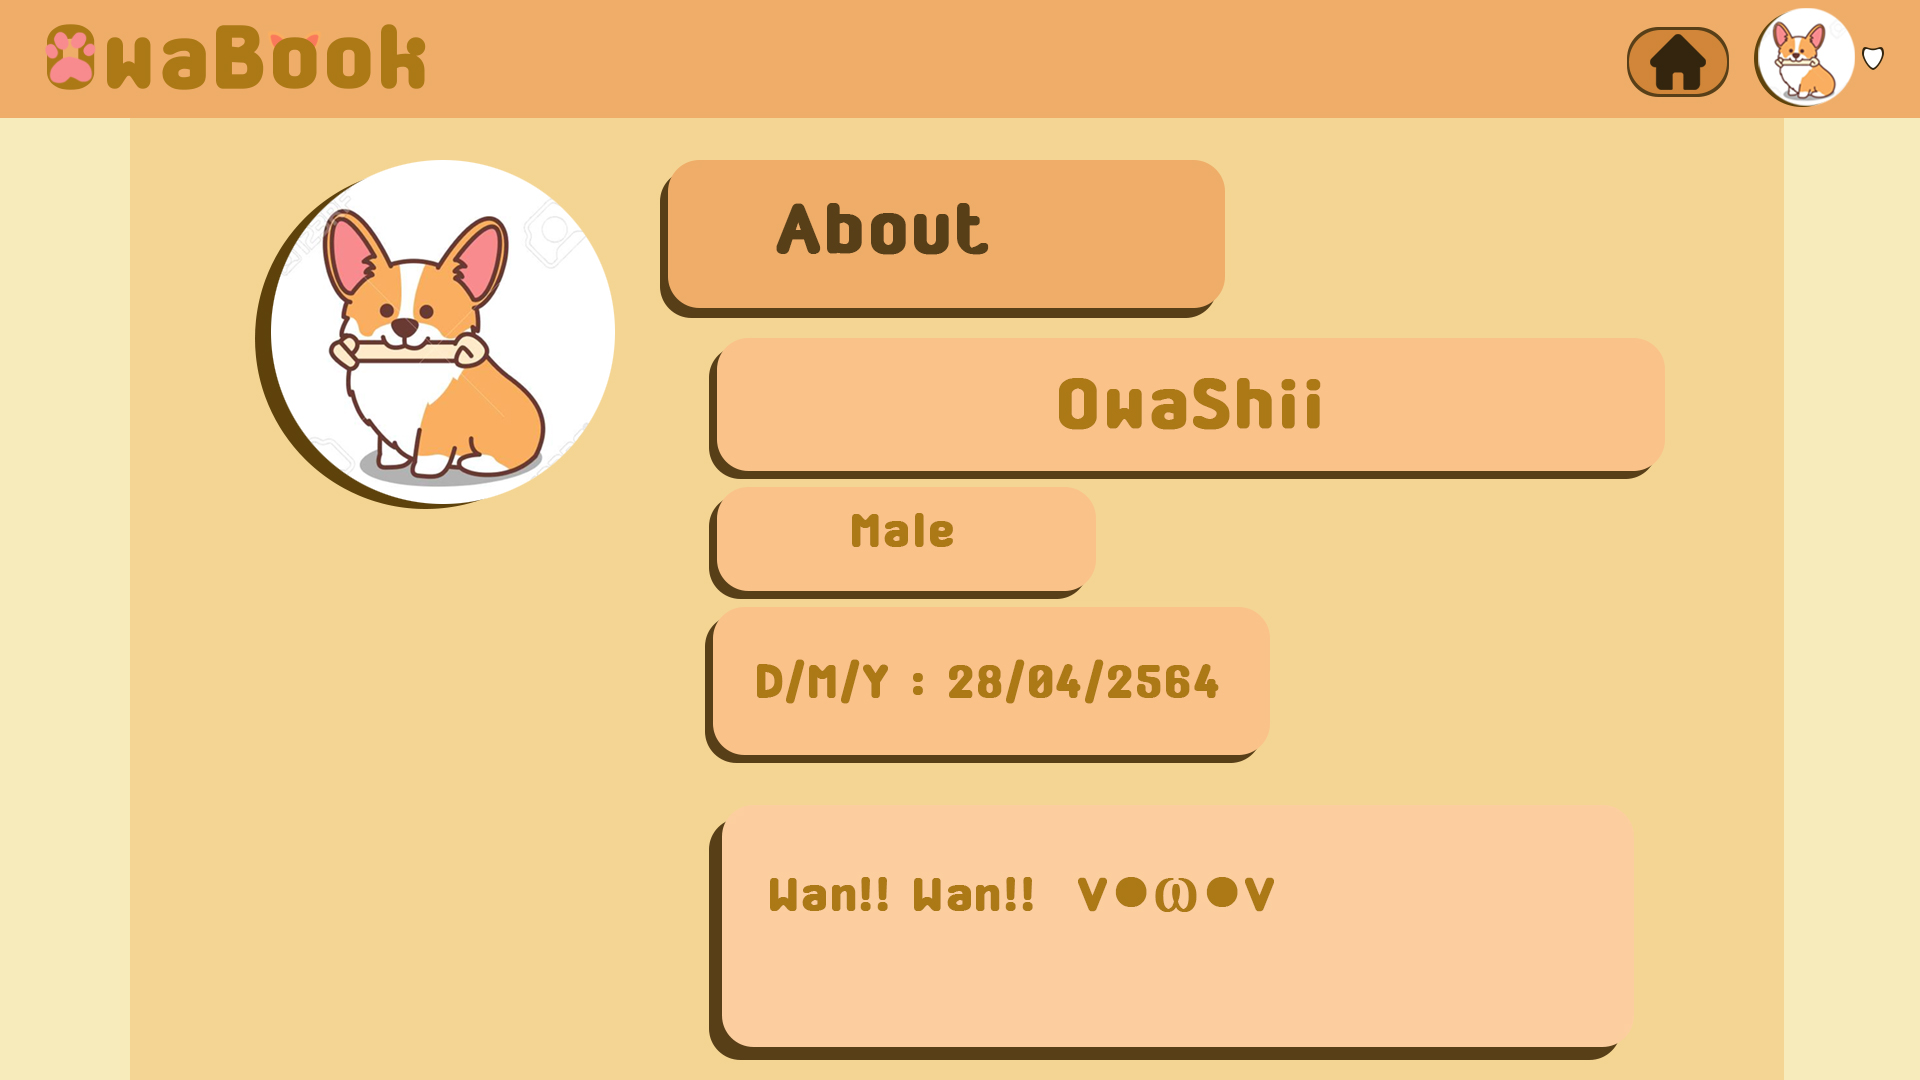 OwaBook
About
OwaShii
Male
D/M/Y : 28/04/2564
Wan!! Wan!! V●ω●V